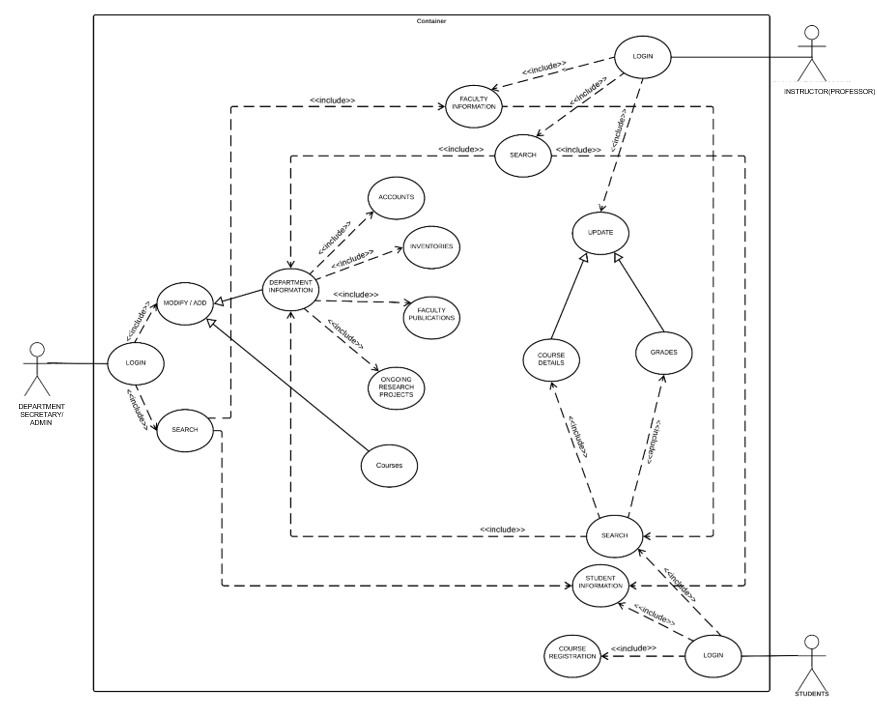 Container
LOGIN
INSTRUCTOR(PROFESSOR)
<<include>>
<<include>>
<<include>>
<<include>>
FACULTY
INFORMATION
<<include>>
SEARCH
<<include>>
ACCOUNTS
<<include>>
INVENTORIES
<<include>>
UPDATE
DEPARTMENT
INFORMATION
<<include>>
MODIFY / ADD
FACULTY
PUBLICATIONS
<<include>>
<<include>>
LOGIN
COURSE
DETAILS
GRADES
DEPARTMENT
SECRETARY/
ADMIN
ONGOING
RESEARCH
PROJECTS
<<include>>
SEARCH
<<include>>
<<include>>
Courses
<<include>>
SEARCH
STUDENT
INFORMATION
<<include>>
<<include>>
COURSE
REGISTRATION
<<include>>
LOGIN
STUDENTS